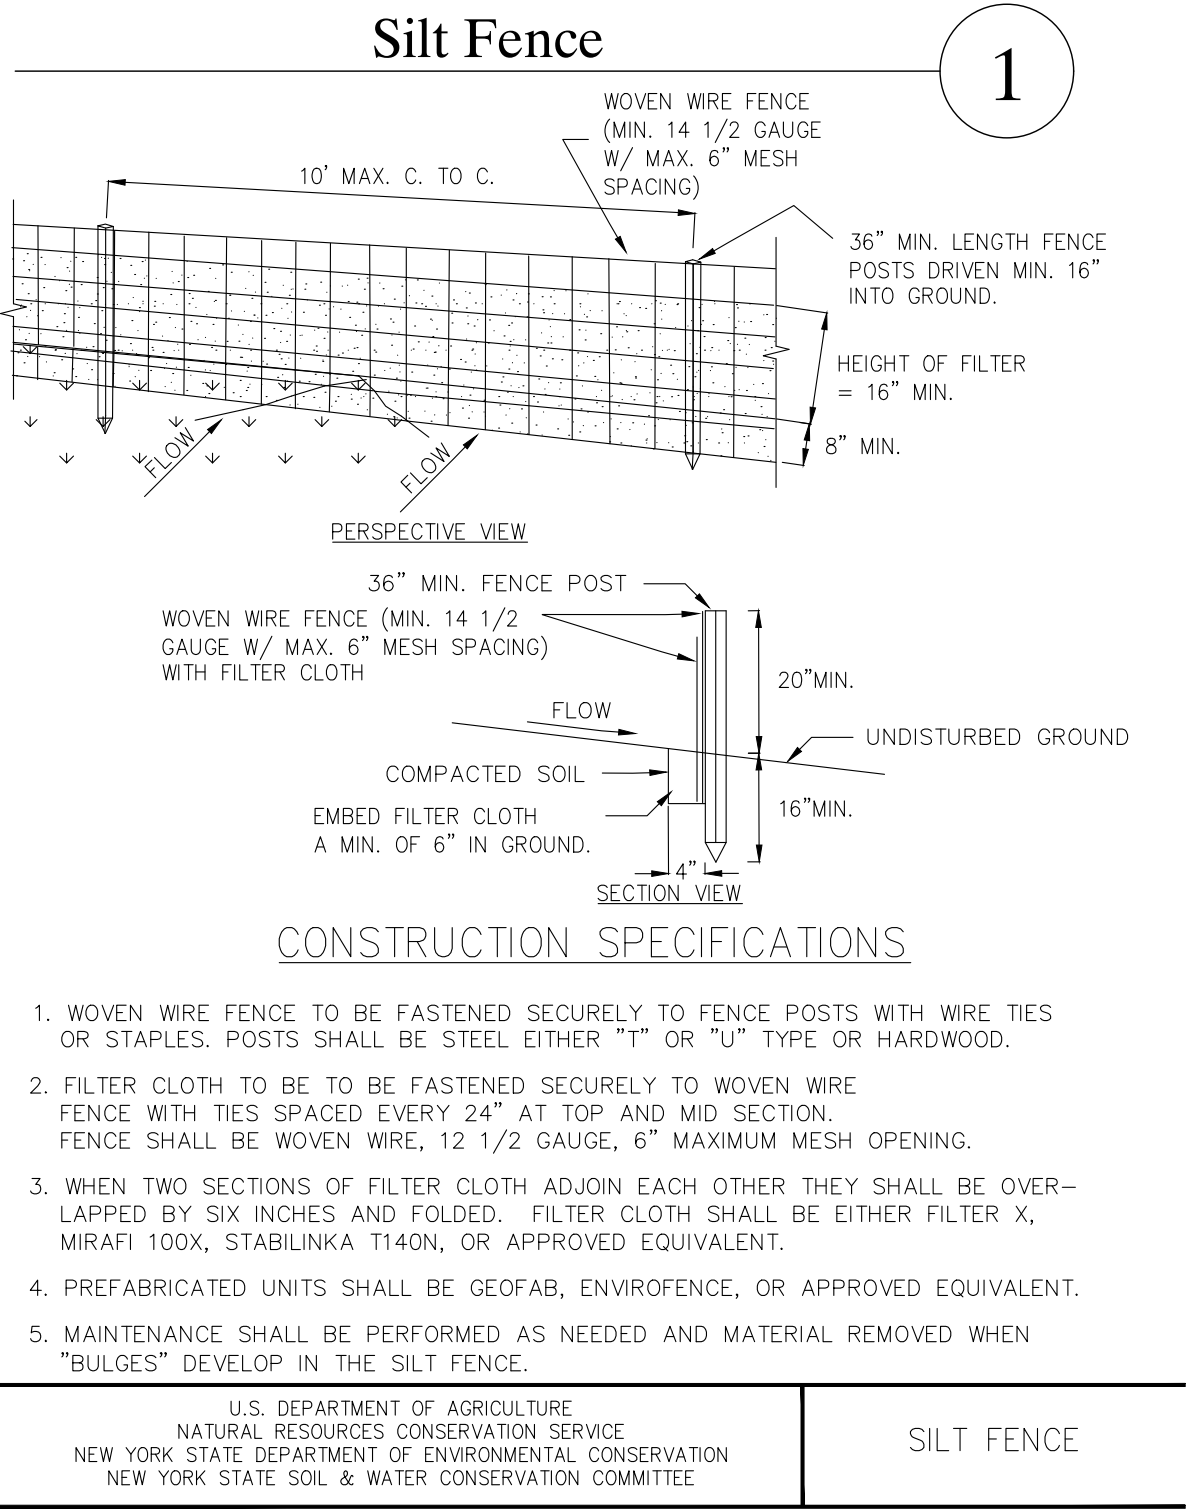 Silt Fence
1
WOVEN WIRE FENCE
(MIN. 14 1/2 GAUGE
W/ MAX. 6" MESH
SPACING)
10' MAX. C. TO C.
36" MIN. LENGTH FENCE
POSTS DRIVEN MIN. 16"
INTO GROUND.
HEIGHT OF FILTER
= 16" MIN.
8" MIN.
FLOW
FLOW
PERSPECTIVE VIEW
36" MIN. FENCE POST
WOVEN WIRE FENCE (MIN. 14 1/2
GAUGE W/ MAX. 6" MESH SPACING)
WITH FILTER CLOTH
20"MIN.
FLOW
UNDISTURBED GROUND
COMPACTED SOIL
EMBED FILTER CLOTH
A MIN. OF 6" IN GROUND.
16"MIN.
4"
SECTION VIEW
CONSTRUCTION SPECIFICATIONS
1. WOVEN WIRE FENCE TO BE FASTENED SECURELY TO FENCE POSTS WITH WIRE TIES
OR STAPLES. POSTS SHALL BE STEEL EITHER "T" OR "U" TYPE OR HARDWOOD.
2. FILTER CLOTH TO BE TO BE FASTENED SECURELY TO WOVEN WIRE
FENCE WITH TIES SPACED EVERY 24" AT TOP AND MID SECTION.
FENCE SHALL BE WOVEN WIRE, 12 1/2 GAUGE, 6" MAXIMUM MESH OPENING.
3. WHEN TWO SECTIONS OF FILTER CLOTH ADJOIN EACH OTHER THEY SHALL BE OVER-
LAPPED BY SIX INCHES AND FOLDED. FILTER CLOTH SHALL BE EITHER FILTER X,
MIRAFI 100X, STABILINKA T140N, OR APPROVED EQUIVALENT.
4. PREFABRICATED UNITS SHALL BE GEOFAB, ENVIROFENCE, OR APPROVED EQUIVALENT.
5. MAINTENANCE SHALL BE PERFORMED AS NEEDED AND MATERIAL REMOVED WHEN
"BULGES" DEVELOP IN THE SILT FENCE.
U.S. DEPARTMENT OF AGRICULTURE
NATURAL RESOURCES CONSERVATION SERVICE
NEW YORK STATE DEPARTMENT OF ENVIRONMENTAL CONSERVATION
NEW YORK STATE SOIL & WATER CONSERVATION COMMITTEE
SILT FENCE